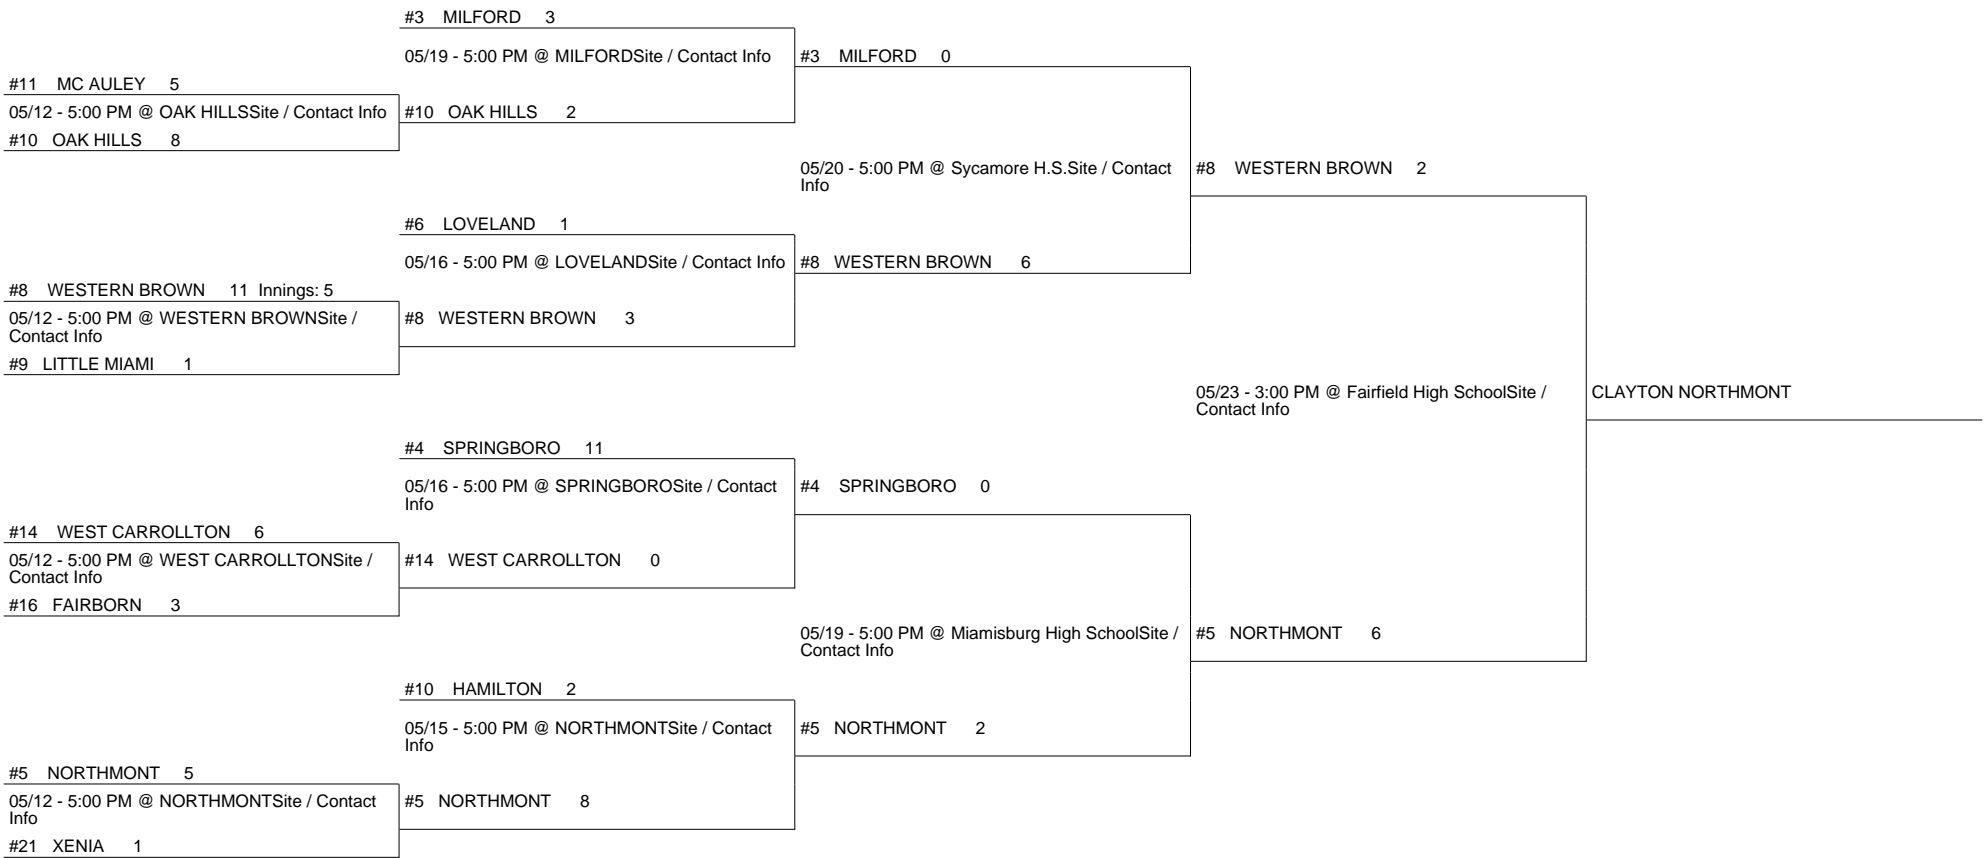 #3 MILFORD 3
05/19 - 5:00 PM @ MILFORDSite / Contact Info
#3 MILFORD 0
#11 MC AULEY 5
05/12 - 5:00 PM @ OAK HILLSSite / Contact Info
#10 OAK HILLS 2
#10 OAK HILLS 8
05/20 - 5:00 PM @ Sycamore H.S.Site / Contact
Info
#8 WESTERN BROWN 2
#6 LOVELAND 1
05/16 - 5:00 PM @ LOVELANDSite / Contact Info
#8 WESTERN BROWN 6
#8 WESTERN BROWN 11 Innings: 5
05/12 - 5:00 PM @ WESTERN BROWNSite /
Contact Info
#8 WESTERN BROWN 3
#9 LITTLE MIAMI 1
05/23 - 3:00 PM @ Fairfield High SchoolSite /
Contact Info
CLAYTON NORTHMONT
#4 SPRINGBORO 11
05/16 - 5:00 PM @ SPRINGBOROSite / Contact
Info
#4 SPRINGBORO 0
#14 WEST CARROLLTON 6
05/12 - 5:00 PM @ WEST CARROLLTONSite /
Contact Info
#14 WEST CARROLLTON 0
#16 FAIRBORN 3
05/19 - 5:00 PM @ Miamisburg High SchoolSite /
Contact Info
#5 NORTHMONT 6
#10 HAMILTON 2
05/15 - 5:00 PM @ NORTHMONTSite / Contact
Info
#5 NORTHMONT 2
#5 NORTHMONT 5
05/12 - 5:00 PM @ NORTHMONTSite / Contact
Info
#5 NORTHMONT 8
#21 XENIA 1